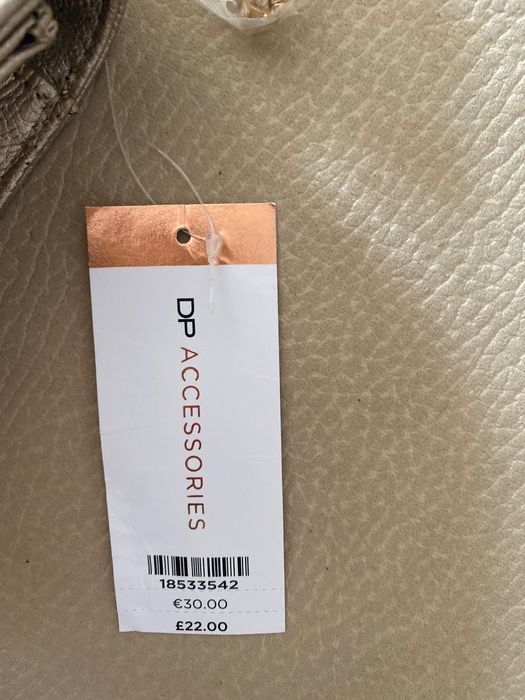 DP ACCESSORIES
18533542
€30.00
£22.00